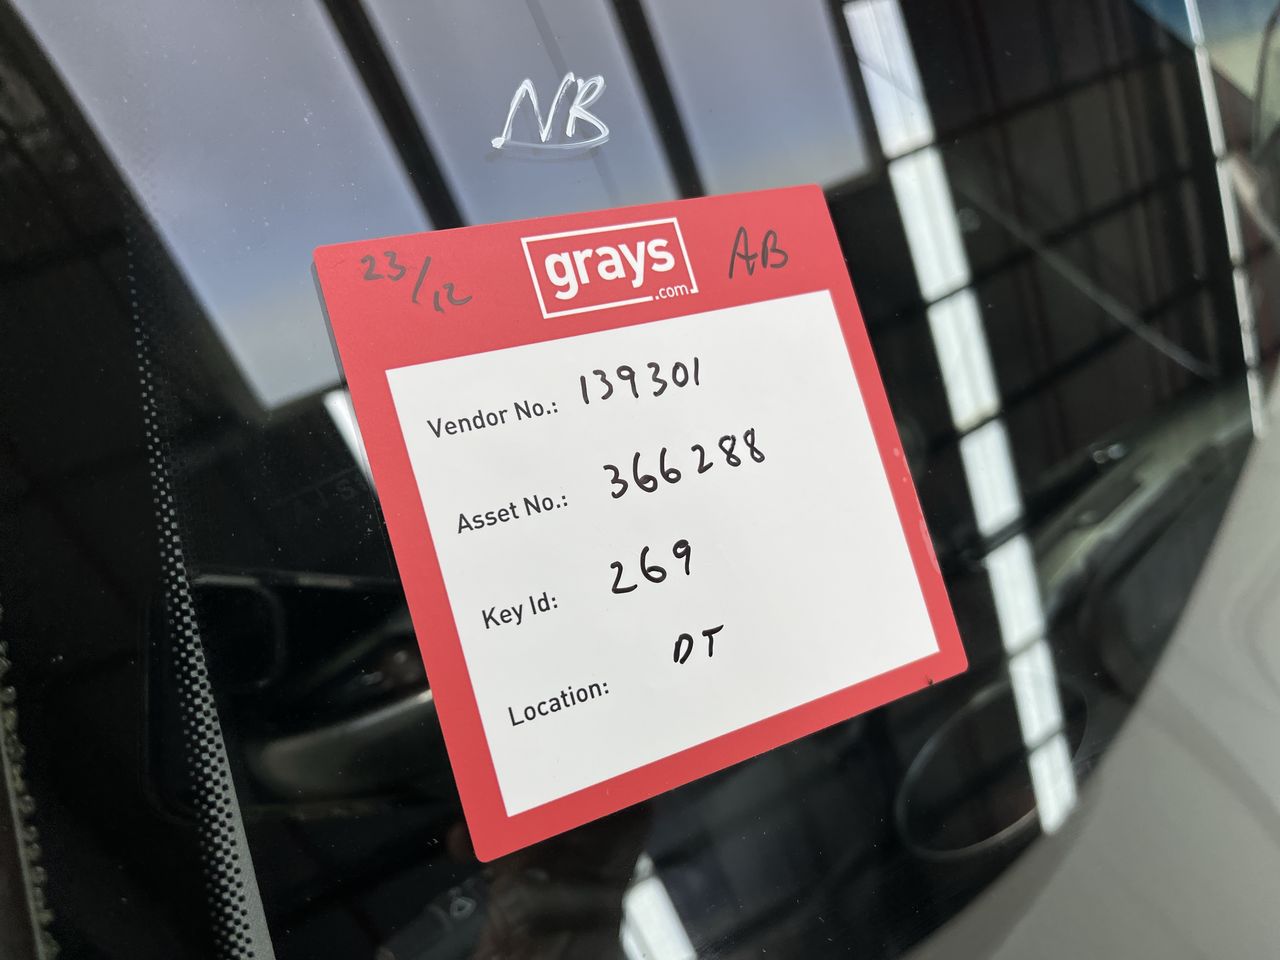 NB
23/12
grays
.com
AB
Vendor No.: 139301
Asset No.: 366288
Key Id: 269
Location: DT